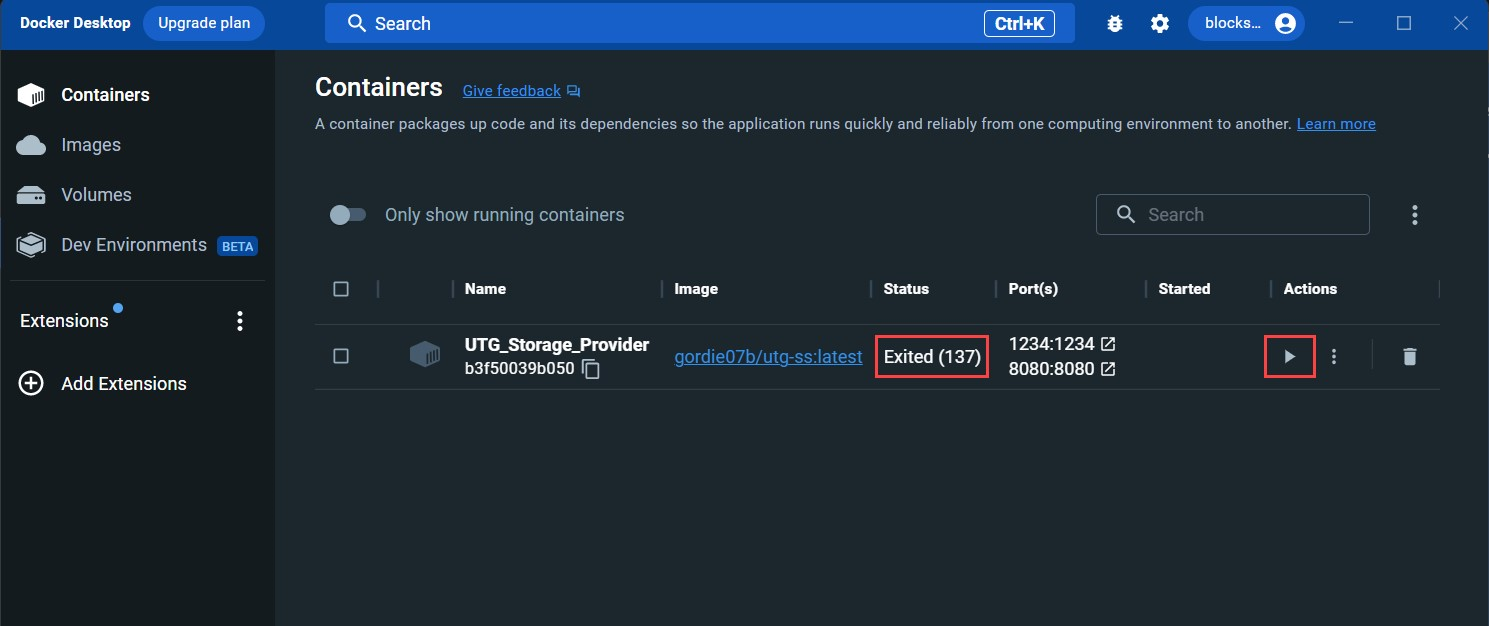 Docker Desktop Upgrade plan Search Ctrl+K blocks...
Containers
Images
Volumes
Dev Environments BETA
Extensions
Add Extensions
Containers Give feedback
A container packages up code and its dependencies so the application runs quickly and reliably from one computing environment to another. Learn more
Only show running containers Search
Name Image Status Port(s) Started Actions
UTG_Storage_Provider gordie07b/utg-ss:latest Exited (137) 1234:1234
b3f50039b050 8080:8080